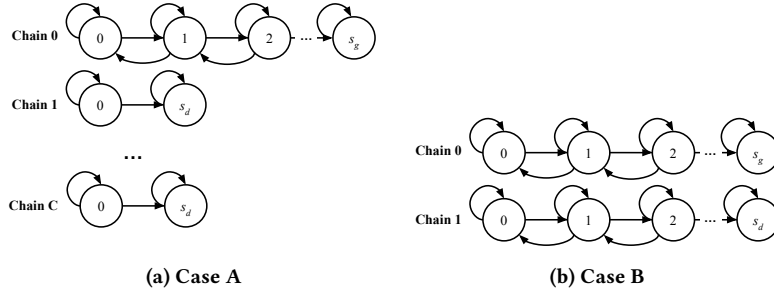 Chain 0 0 1 2 ... s_g
Chain 1 0 s_d
...
Chain C 0 s_d
(a) Case A
Chain 0 0 1 2 ... s_g
Chain 1 0 1 2 ... s_d
(b) Case B